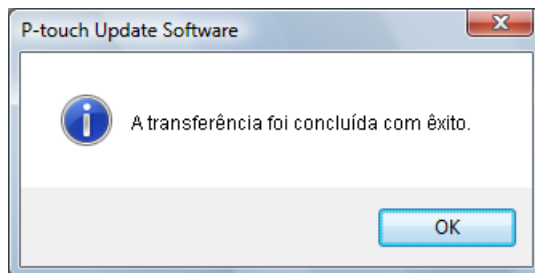 P-touch Update Software
A transferência foi concluída com êxito.
OK